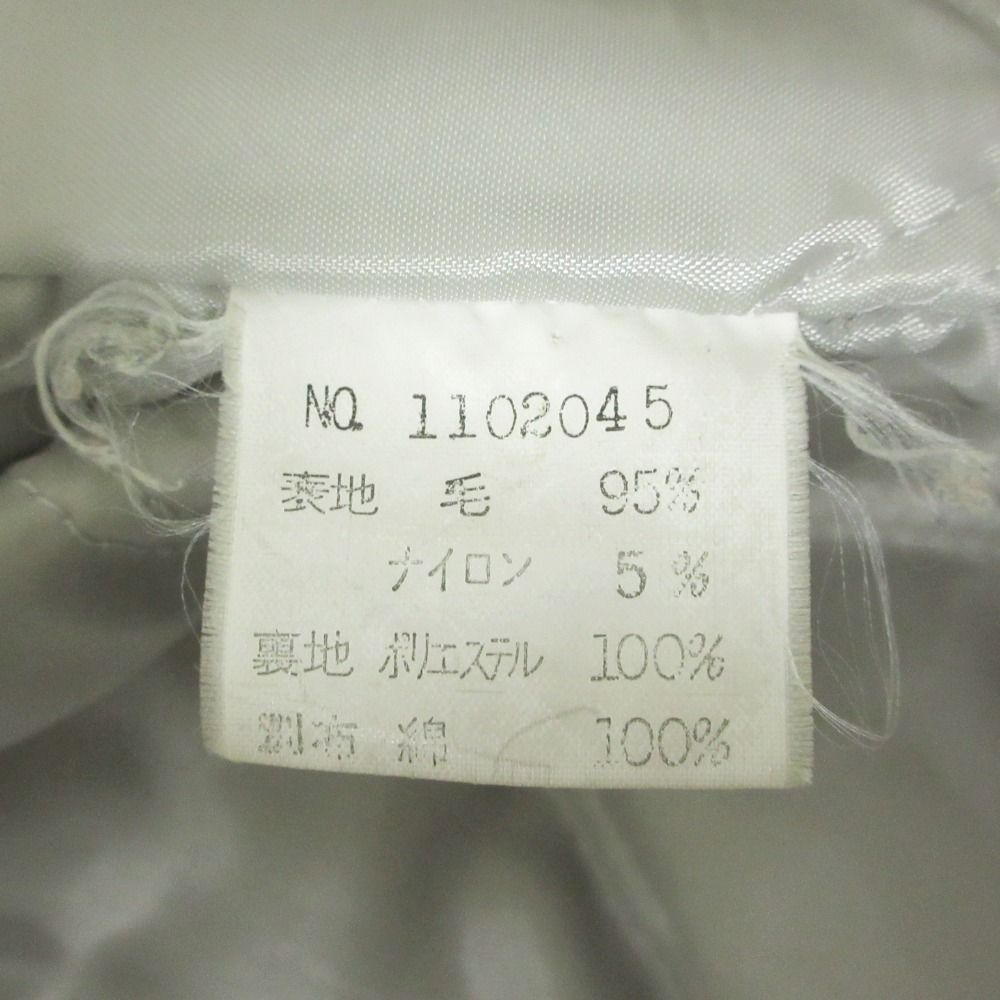 NO. 1102045
表地 毛 95%
ナイロン 5%
裏地 ポリエステル 100%
別布 綿 100%